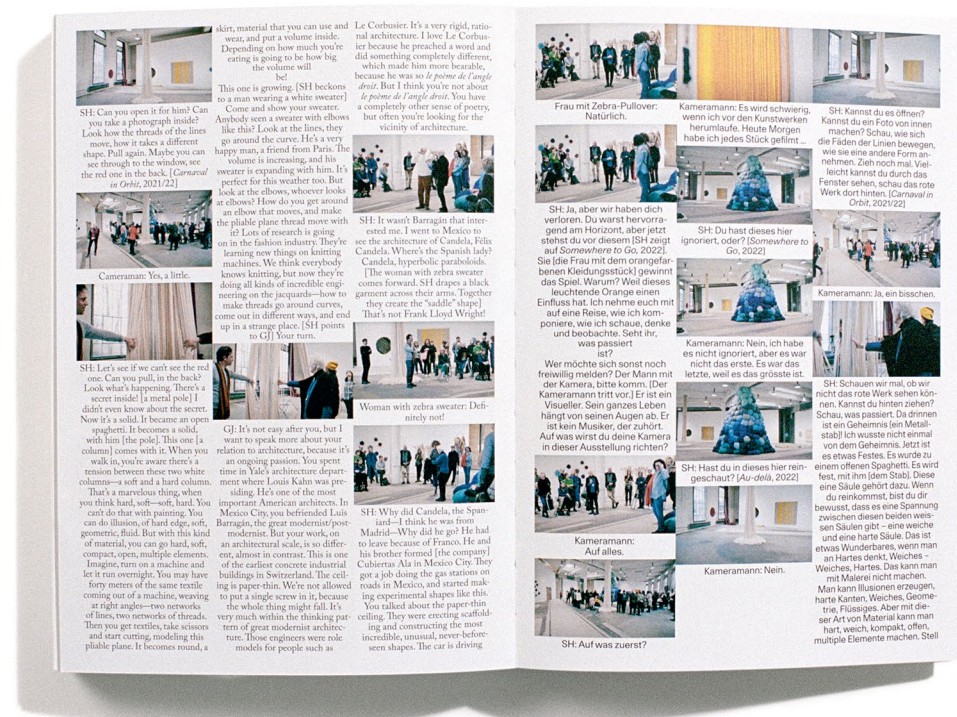 SH: Can you open it for him? Can
you take a photograph inside?
Look how the threads of the lines
move, how it takes a different
shape. Pull again. Maybe you can
see through to the window, see
the red one in the back. [Carnaval
in Orbit, 2021/22]
Cameraman: Yes, a little.
SH: Let's see if we can't see the red
one. Can you pull, in the back?
Look what's happening. There's a
secret inside! [a metal pole] I
didn't even know about the secret.
Now it's a solid. It became an open
spaghetti. It becomes a solid,
with him [the pole]. This one [a
column] comes with it. When you
walk in, you're aware there's a
tension between these two white
columns—a soft and a hard column.
That's a marvelous thing, when
you think hard, soft—soft, hard. You
can't do that with painting. You
can do illusion, of hard edge, soft,
geometric, fluid. But with this kind
of material, you can go hard, soft,
compact, open, multiple elements.
Imagine, turn on a machine and
let it run overnight. You may have
forty meters of the same textile
coming out of a machine, weaving
at right angles—two networks
of lines, two networks of threads.
Then you get textiles, take scissors
and start cutting, modeling this
pliable plane. It becomes round, a
skirt, material that you can use and
wear, and put a volume inside.
Depending on how much you're
eating is going to be how big
the volume will
be!
This one is growing. [SH beckons
to a man wearing a white sweater]
Come and show your sweater.
Anybody seen a sweater with elbows
like this? Look at the lines, they
go around the curve. He's a very
happy man, a friend from Paris. The
volume is increasing, and his
sweater is expanding with him. It's
perfect for this weather too. But
look at the elbows, whoever looks
at elbows? How do you get around
an elbow that moves, and make
the pliable plane thread move with
it? Lots of research is going
on in the fashion industry. They're
learning new things on knitting
machines. We think everybody
knows knitting, but now they're
doing all kinds of incredible engi-
neering on the jacquards—how to
make threads go around curves,
come out in different ways, and end
up in a strange place. [SH points
to GJ] Your turn.
GJ: It's not easy after you, but I
want to speak more about your
relation to architecture, because it's
an ongoing passion. You spent
time in Yale's architecture depart-
ment where Louis Kahn was pre-
siding. He's one of the most
important American architects. In
Mexico City, you befriended Luis
Barragán, the great modernist/post-
modernist. But your work, on
an architectural scale, is so differ-
ent, almost in contrast. This is one
of the earliest concrete industrial
buildings in Switzerland. The ceil-
ing is paper-thin. We're not allowed
to put a single screw in it, because
the whole thing might fall. It's
very much within the thinking pat-
tern of great modernist architec-
ture. Those engineers were role
models for people such as
Le Corbusier. It's a very rigid, ratio-
nal architecture. I love Le Corbus-
ier because he preached a word and
did something completely different,
which made him more bearable,
because he was so le poème de l'angle
droit. But I think you're not about
le poème de l'angle droit. You have
a completely other sense of poetry,
but often you're looking for the
vicinity of architecture.
SH: It wasn't Barragán that inter-
ested me. I went to Mexico to
see the architecture of Candela, Félix
Candela. Where's the Spanish lady?
Candela, hyperbolic paraboloids.
[The woman with zebra sweater
comes forward. SH drapes a black
garment across her arms. Together
they create the "saddle" shape]
That's not Frank Lloyd Wright!
Woman with zebra sweater: Defi-
nitely not!
SH: Why did Candela, the Span-
iard—I think he was from
Madrid—Why did he go? He had
to leave because of Franco. He and
his brother formed [the company]
Cubiertas Ala in Mexico City. They
got a job doing the gas stations on
roads in Mexico, and started mak-
ing experimental shapes like this.
You talked about the paper-thin
ceiling. They were erecting scaffold-
ing and constructing the most
incredible, unusual, never-before-
seen shapes. The car is driving
Frau mit Zebra-Pullover:
Natürlich.
SH: Ja, aber wir haben dich
verloren. Du warst hervorra-
gend am Horizont, aber jetzt
stehst du vor diesem [SH zeigt
auf Somewhere to Go, 2022].
Sie [die Frau mit dem orangefar-
benen Kleidungsstück] gewinnt
das Spiel. Warum? Weil dieses
leuchtende Orange einen
Einfluss hat. Ich nehme euch mit
auf eine Reise, wie ich kom-
poniere, wie ich schaue, denke
und beobachte. Seht ihr,
was passiert
ist?
Wer möchte sich sonst noch
freiwillig melden? Der Mann mit
der Kamera, bitte komm. [Der
Kameramann tritt vor.] Er ist ein
Visueller. Sein ganzes Leben
hängt von seinen Augen ab. Er
ist kein Musiker, der zuhört.
Auf was wirst du deine Kamera
in dieser Ausstellung richten?
Kameramann:
Auf alles.
SH: Auf was zuerst?
Kameramann: Es wird schwierig,
wenn ich vor den Kunstwerken
herumlaufe. Heute Morgen
habe ich jedes Stück gefilmt ...
SH: Du hast dieses hier
ignoriert, oder? [Somewhere to
Go, 2022]
Kameramann: Nein, ich habe
es nicht ignoriert, aber es war
nicht das erste. Es war das
letzte, weil es das grösste ist.
SH: Hast du in dieses hier rein-
geschaut? [Au-delà, 2022]
Kameramann: Nein.
SH: Kannst du es öffnen?
Kannst du ein Foto von innen
machen? Schau, wie sich
die Fäden der Linien bewegen,
wie sie eine andere Form an-
nehmen. Zieh noch mal. Viel-
leicht kannst du durch das
Fenster sehen, schau das rote
Werk dort hinten. [Carnaval in
Orbit, 2021/22]
Kameramann: Ja, ein bisschen.
SH: Schauen wir mal, ob wir
nicht das rote Werk sehen kön-
nen. Kannst du hinten ziehen?
Schau, was passiert. Da drinnen
ist ein Geheimnis [ein Metall-
stab]! Ich wusste nicht einmal
von dem Geheimnis. Jetzt ist
es etwas Festes. Es wurde zu
einem offenen Spaghetti. Es wird
fest, mit ihm [dem Stab]. Diese
eine Säule gehört dazu. Wenn
du reinkommst, bist du dir
bewusst, dass es eine Spannung
zwischen diesen beiden weis-
sen Säulen gibt – eine weiche
und eine harte Säule. Das ist
etwas Wunderbares, wenn man
an Hartes denkt, Weiches –
Weiches, Hartes. Das kann man
mit Malerei nicht machen.
Man kann Illusionen erzeugen,
harte Kanten, Weiches, Geome-
trie, Flüssiges. Aber mit die-
ser Art von Material kann man
hart, weich, kompakt, offen,
multiple Elemente machen. Stell